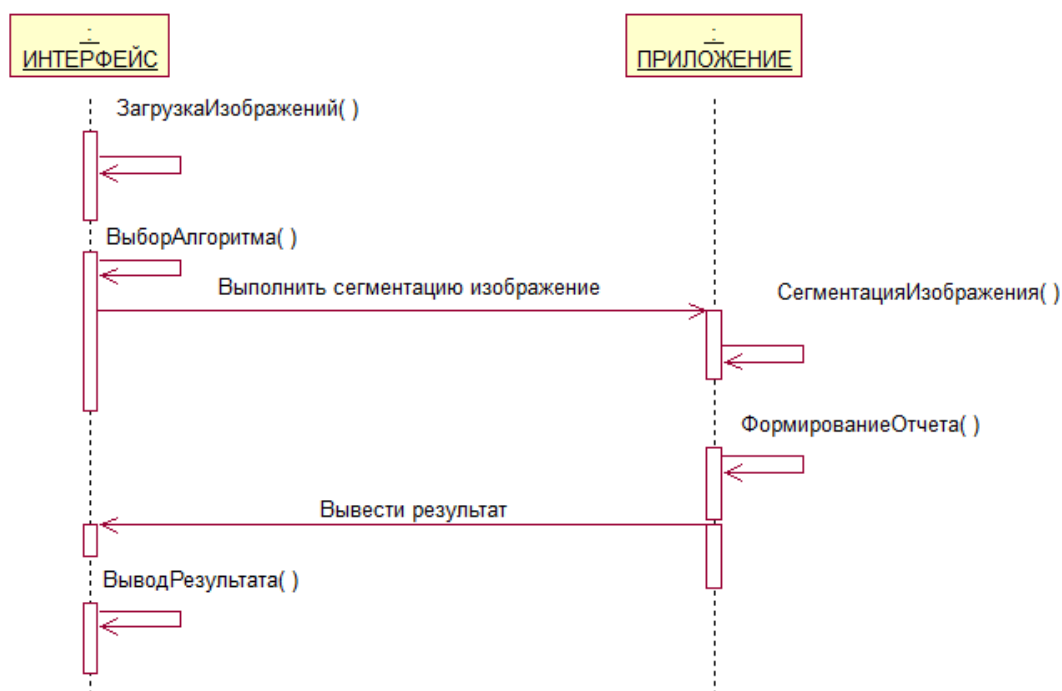 :
ИНТЕРФЕЙС
:
ПРИЛОЖЕНИЕ
ЗагрузкаИзображений( )
ВыборАлгоритма( )
Выполнить сегментацию изображение
СегментацияИзображения( )
ФормированиеОтчета( )
Вывести результат
ВыводРезультата( )